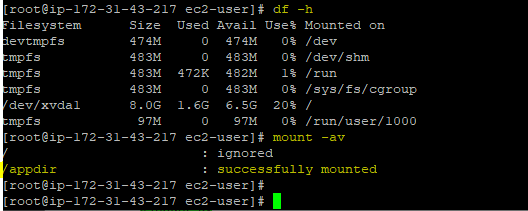 [root@ip-172-31-43-217 ec2-user]# df -h
Filesystem      Size  Used Avail Use% Mounted on
devtmpfs        474M     0  474M   0% /dev
tmpfs           483M     0  483M   0% /dev/shm
tmpfs           483M  472K  482M   1% /run
tmpfs           483M     0  483M   0% /sys/fs/cgroup
/dev/xvda1      8.0G  1.6G  6.5G  20% /
tmpfs            97M     0   97M   0% /run/user/1000
[root@ip-172-31-43-217 ec2-user]# mount -av
/                        : ignored
/appdir                  : successfully mounted
[root@ip-172-31-43-217 ec2-user]#
[root@ip-172-31-43-217 ec2-user]#